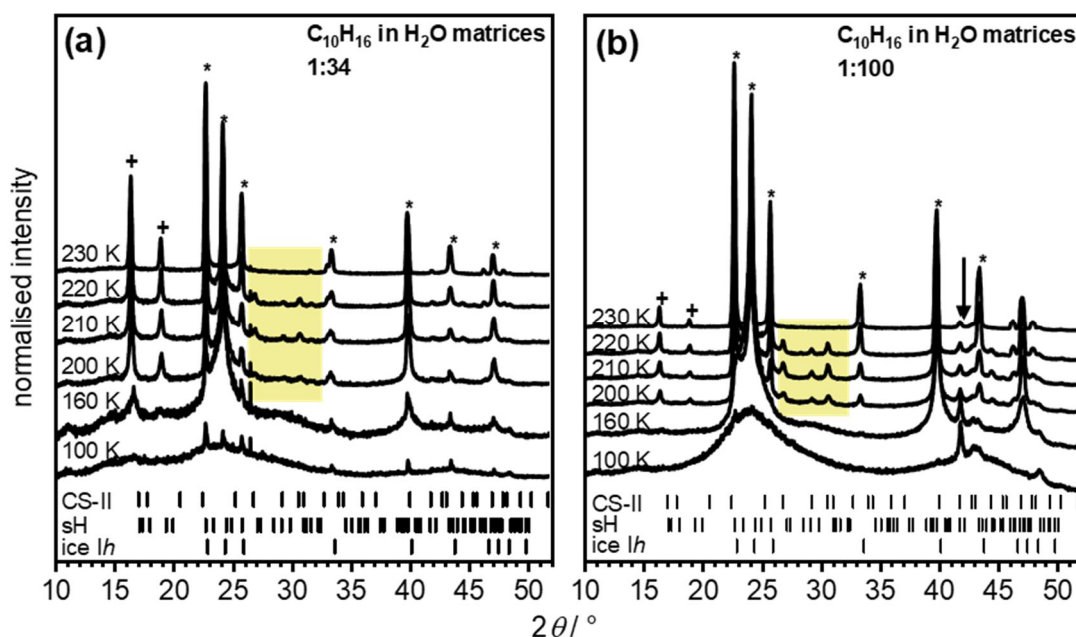 (a)
C10H16 in H2O matrices
1:34
normalised intensity
+
+
*
*
*
*
*
*
*
230 K
220 K
210 K
200 K
160 K
100 K
CS-II
sH
ice Ih
10 15 20 25 30 35 40 45 50
(b)
C10H16 in H2O matrices
1:100
+
+
*
*
*
*
*
*
230 K
220 K
210 K
200 K
160 K
100 K
CS-II
sH
ice Ih
10 15 20 25 30 35 40 45 50
2θ/ °